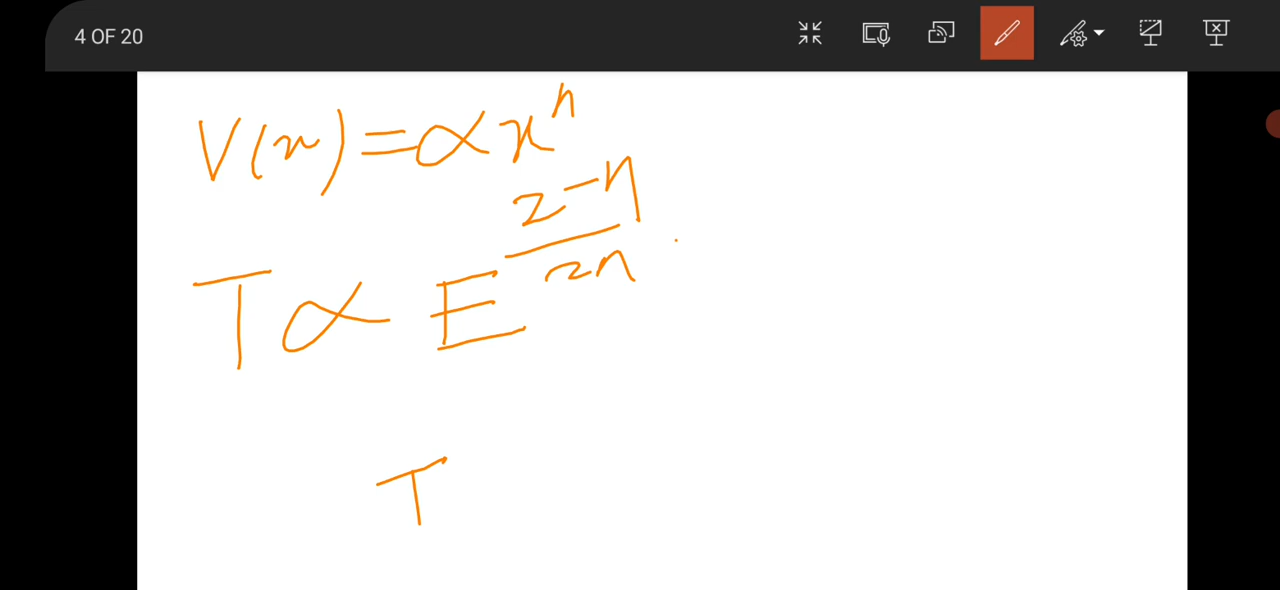 4 OF 20
V(x)=αx^n
T∝E^(2-n)/(2n)
T